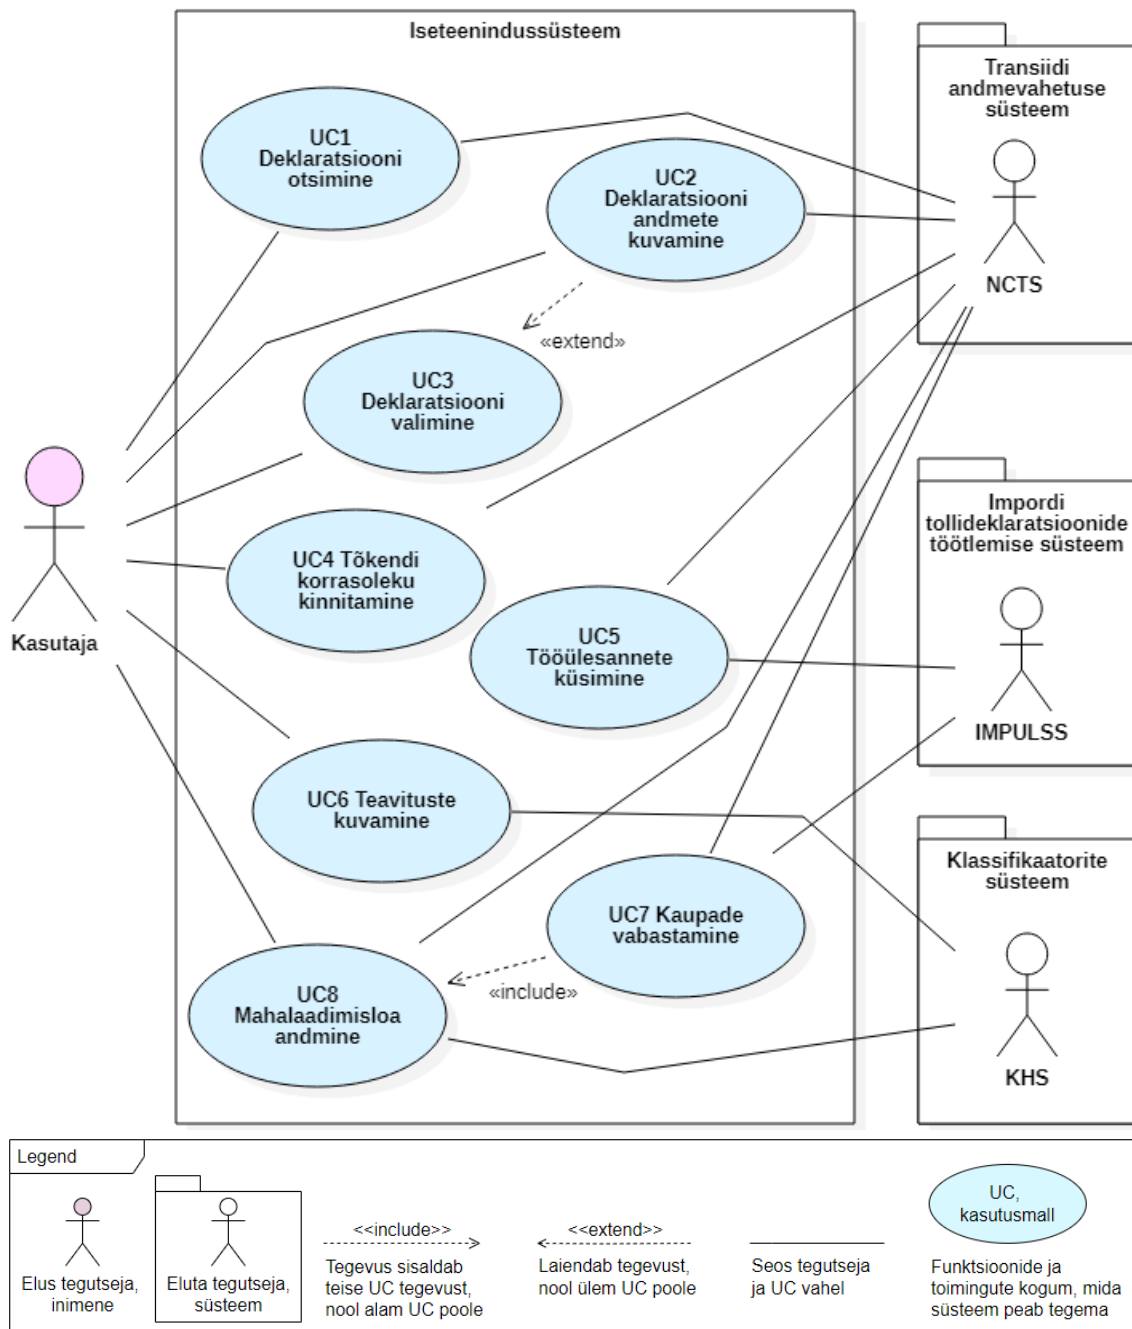 Iseteenindussüsteem
UC1
Deklaratsiooni
otsimine
UC2
Deklaratsiooni
andmete
kuvamine
«extend»
UC3
Deklaratsiooni
valimine
UC4 Tõkendi
korrasoleku
kinnitamine
UC5
Tööülesannete
küsimine
UC6 Teavituste
kuvamine
UC7 Kaupade
vabastamine
«include»
UC8
Mahalaadimisloa
andmine
Kasutaja
Transiidi
andmevahetuse
süsteem
NCTS
Impordi
tollideklaratsioonide
töötlemise süsteem
IMPULSS
Klassifikaatorite
süsteem
KHS
Legend
Elus tegutseja,
inimene
Eluta tegutseja,
süsteem
<<include>>
Tegevus sisaldab
teise UC tegevust,
nool alam UC poole
<<extend>>
Laiendab tegevust,
nool ülem UC poole
Seos tegutseja
ja UC vahel
UC,
kasutusmall
Funktsioonide ja
toimingute kogum, mida
süsteem peab tegema